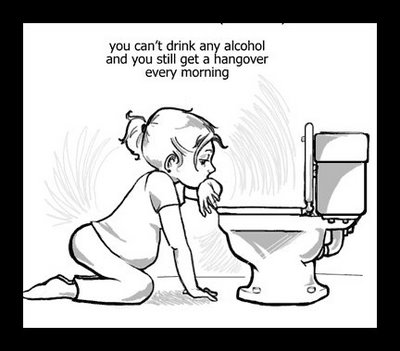 you can't drink any alcohol
and you still get a hangover
every morning